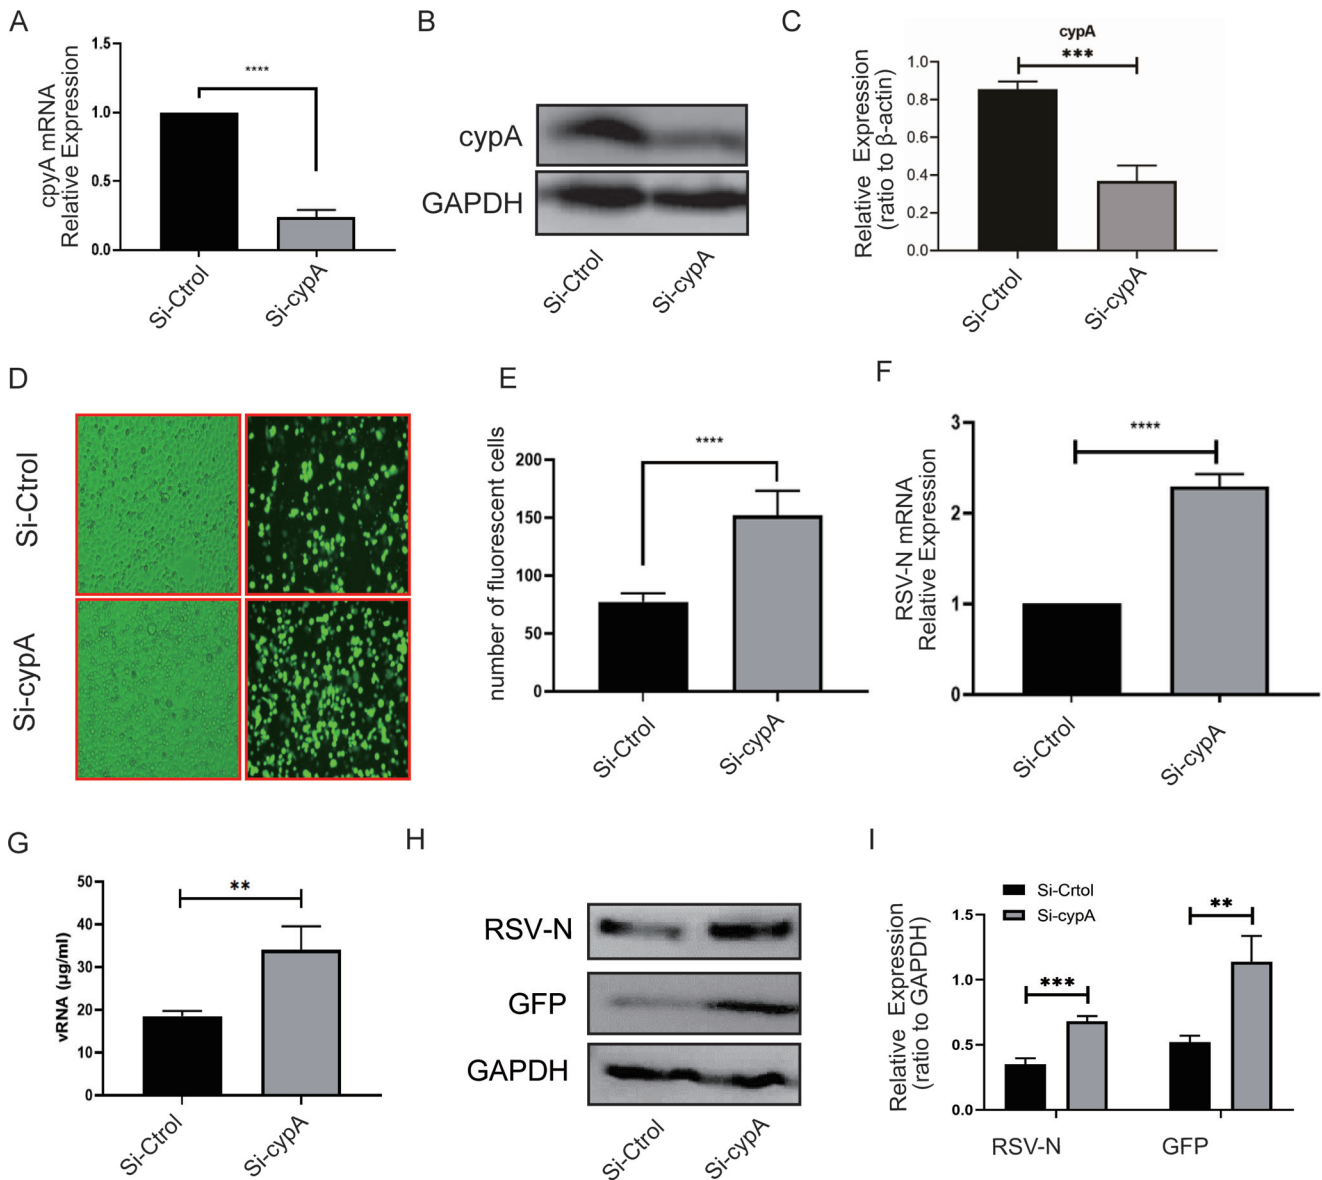 A
cpyA mRNA
Relative Expression
1.5
1.0
0.5
0.0
****
Si-Ctrol
Si-cypA
B
cypA
GAPDH
Si-Ctrol
Si-cypA
C
cypA
***
Relative Expression
(ratio to β-actin)
1.0
0.8
0.6
0.4
0.2
0.0
Si-Ctrol
Si-cypA
D
Si-Ctrol
Si-cypA
E
number of fluorescent cells
200
150
100
50
0
****
Si-Ctrol
Si-cypA
F
RSV-N mRNA
Relative Expression
3
2
1
0
****
Si-Ctrol
Si-cypA
G
vRNA (μg/ml)
50
40
30
20
10
0
**
Si-Ctrol
Si-cypA
H
RSV-N
GFP
GAPDH
Si-Ctrol
Si-cypA
I
Si-Crtol
Si-cypA
Relative Expression
(ratio to GAPDH)
1.5
1.0
0.5
0.0
***
**
RSV-N
GFP